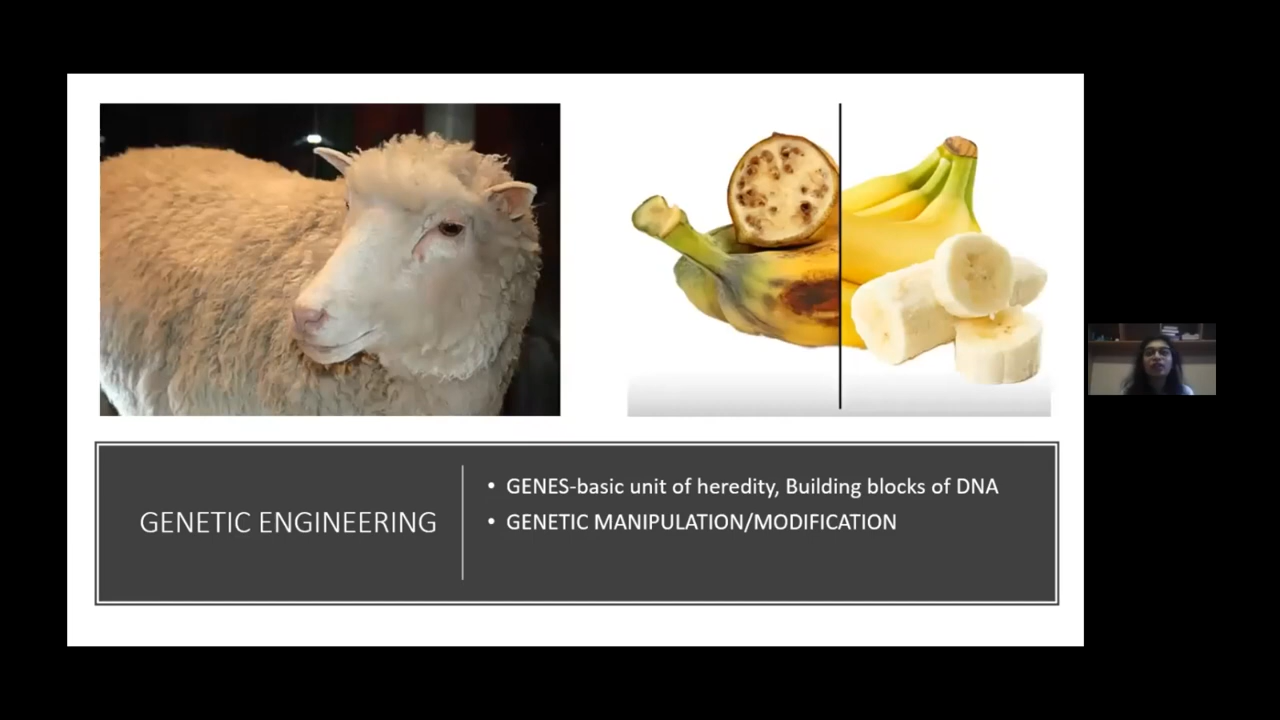 GENETIC ENGINEERING
• GENES-basic unit of heredity, Building blocks of DNA
• GENETIC MANIPULATION/MODIFICATION